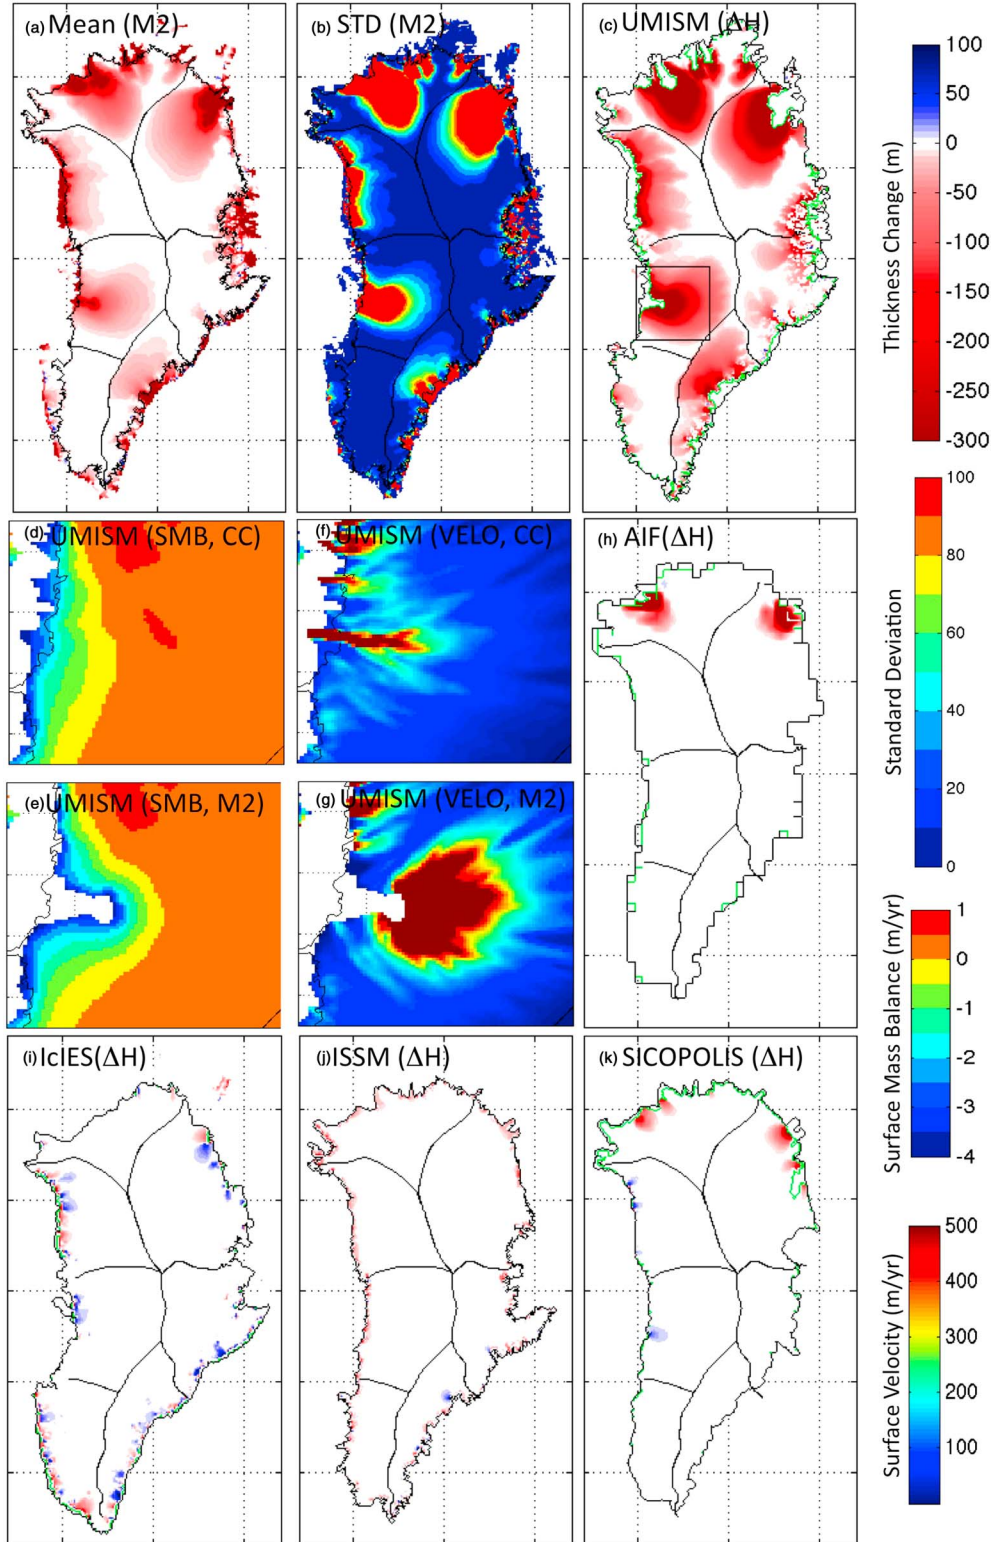 (a) Mean (M2)
(b) STD (M2)
(c) UMISM (ΔH)
100
50
0
-50
-100
-150
-200
-250
-300
Thickness Change (m)
(d) UMISM (SMB, CC)
(f) UMISM (VELO, CC)
(h) AIF(ΔH)
100
80
60
40
20
0
Standard Deviation
(e) UMISM (SMB, M2)
(g) UMISM (VELO, M2)
1
0
-1
-2
-3
-4
Surface Mass Balance (m/yr)
(i) IcIES(ΔH)
(j) ISSM (ΔH)
(k) SICOPOLIS (ΔH)
500
400
300
200
100
Surface Velocity (m/yr)